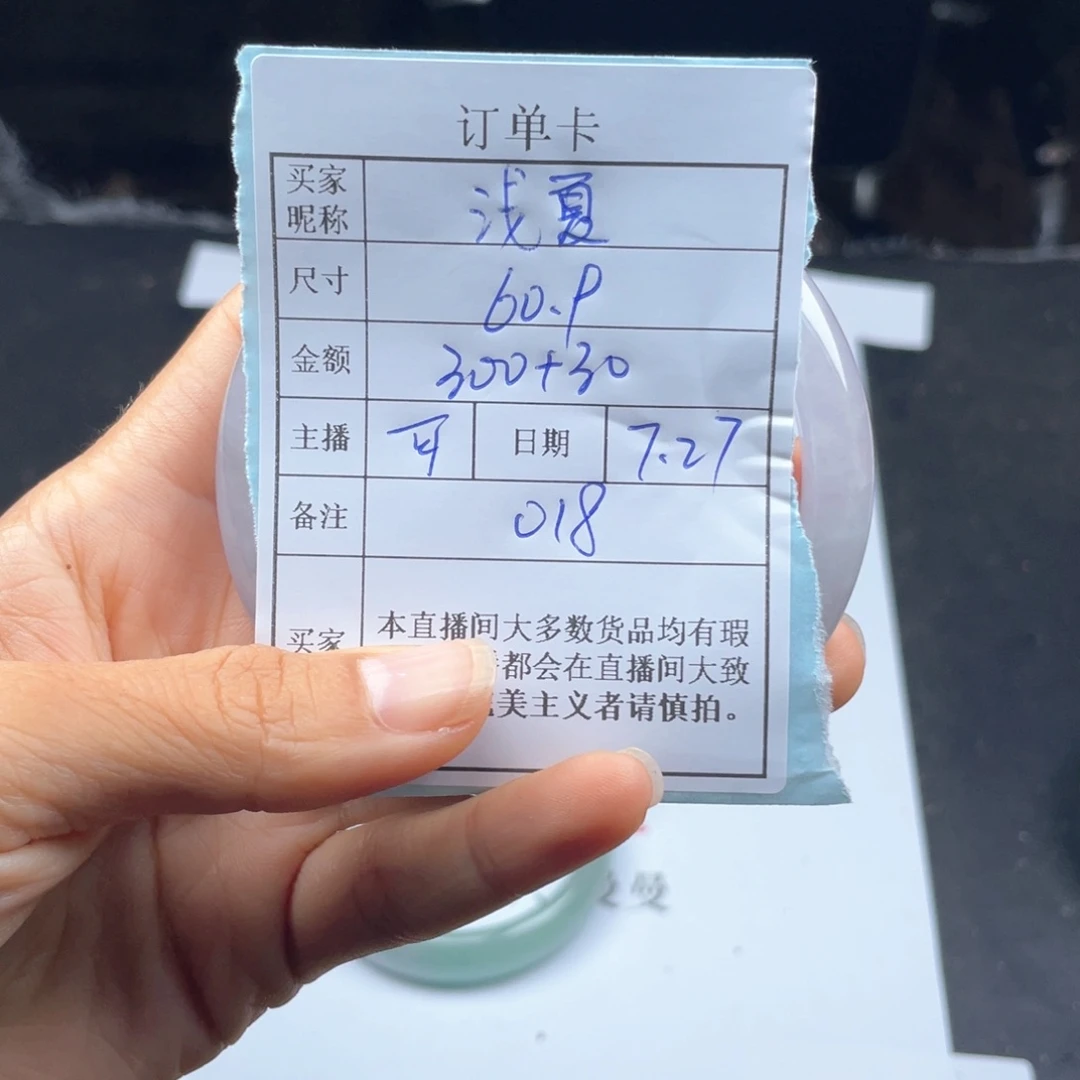 订单卡
买家
昵称
浅夏
尺寸
60.9
金额
300+30
主播
日期
7.27
备注
018
买家
本直播间大多数货品均有瑕
都会在直播间大致
美主义者请慎拍。
曼